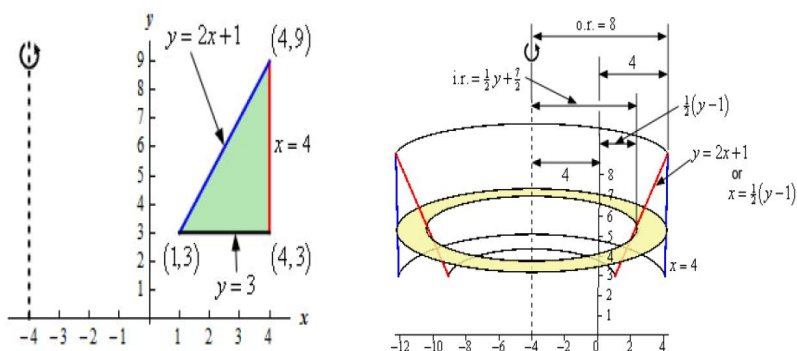 y
y = 2x+1
(4,9)
9
8
7
6
5
4
3
2
1
x = 4
(1,3)
(4,3)
y = 3
−4 −3 −2 −1 1 2 3 4 x
o.r. = 8
4
i.r. = ½y + 7/2
½(y−1)
4
y = 2x+1
or
x = ½(y−1)
8
7
6
5
4
3
2
1
x = 4
−12 −10 −8 −6 −4 −2 0 2 4